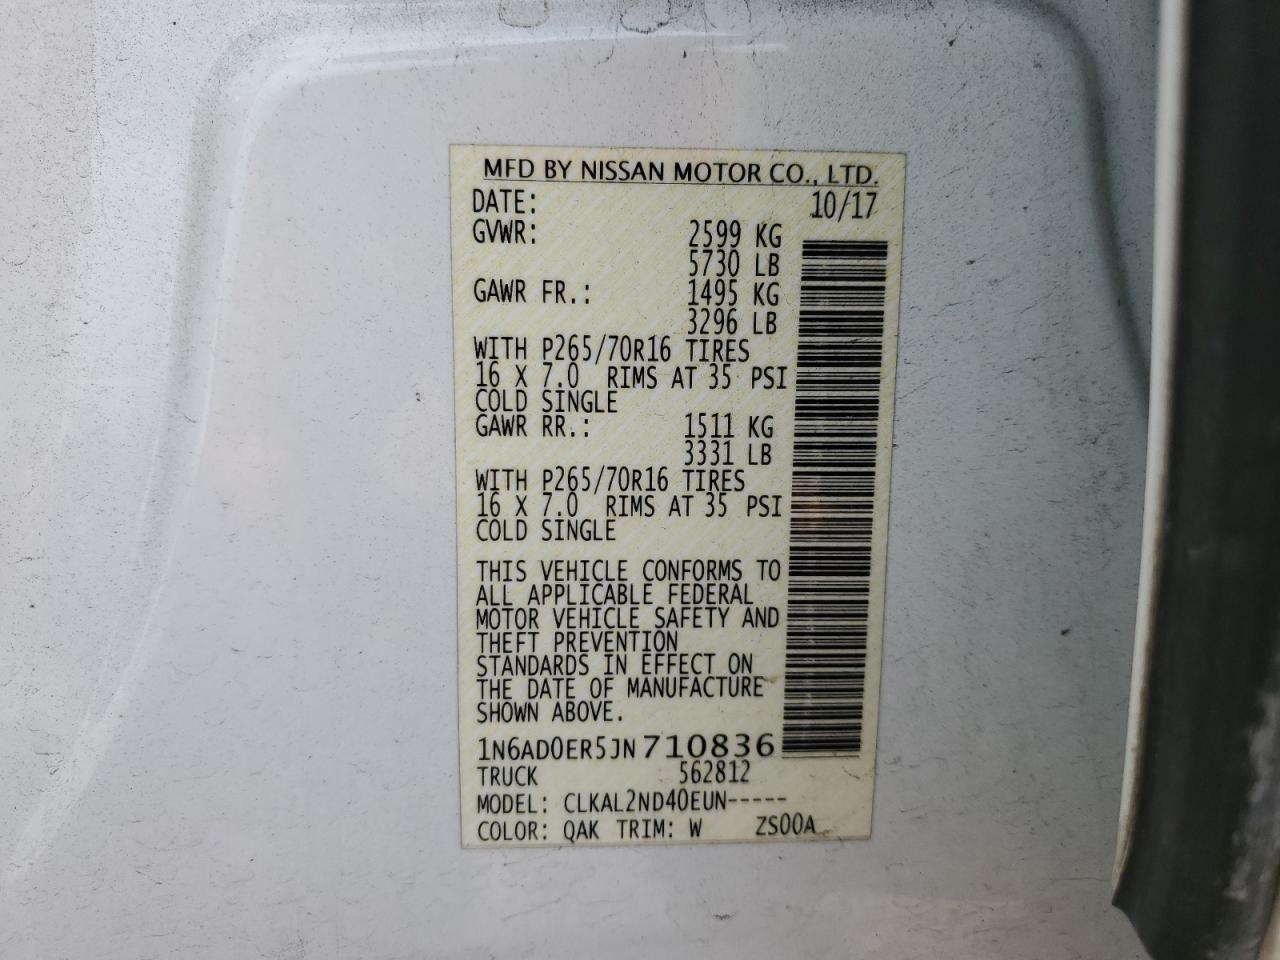 MFD BY NISSAN MOTOR CO., LTD.
DATE: 10/17
GVWR: 2599 KG
5730 LB
GAWR FR.: 1495 KG
3296 LB
WITH P265/70R16 TIRES
16 X 7.0 RIMS AT 35 PSI
COLD SINGLE
GAWR RR.: 1511 KG
3331 LB
WITH P265/70R16 TIRES
16 X 7.0 RIMS AT 35 PSI
COLD SINGLE
THIS VEHICLE CONFORMS TO
ALL APPLICABLE FEDERAL
MOTOR VEHICLE SAFETY AND
THEFT PREVENTION
STANDARDS IN EFFECT ON
THE DATE OF MANUFACTURE
SHOWN ABOVE.
1N6AD0ER5JN710836
TRUCK 562812
MODEL: CLKAL2ND40EUN-----
COLOR: QAK TRIM: W ZS00A